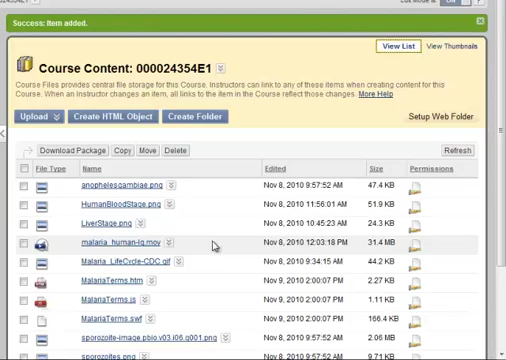 Success: Item added.
View List View Thumbnails
Course Content: 000024354E1
Course Files provides central file storage for this Course. Instructors can link to any of these items when creating content for this
Course. When an Instructor changes an item, all links to the item in the Course reflect those changes. More Help
Upload Create HTML Object Create Folder Setup Web Folder
Download Package Copy Move Delete Refresh
File Type Name Edited Size Permissions
anophelesgambiae.png Nov 8, 2010 9:57:52 AM 47.4 KB
HumanBloodStage.png Nov 8, 2010 11:56:01 AM 51.9 KB
LiverStage.png Nov 8, 2010 10:45:23 AM 24.3 KB
malaria_human-lg.mov Nov 8, 2010 12:03:18 PM 31.4 MB
Malaria_LifeCycle-CDC.gif Nov 8, 2010 9:34:15 AM 44.2 KB
MalariaTerms.htm Nov 9, 2010 2:00:07 PM 2.27 KB
MalariaTerms.js Nov 9, 2010 2:00:07 PM 1.11 KB
MalariaTerms.swf Nov 9, 2010 2:00:07 PM 166.4 KB
sporozoite-image.pbio.v03.i06.g001.png Nov 8, 2010 9:57:52 AM 2.06 MB
sporozoites.png Nov 8, 2010 9:57:52 AM